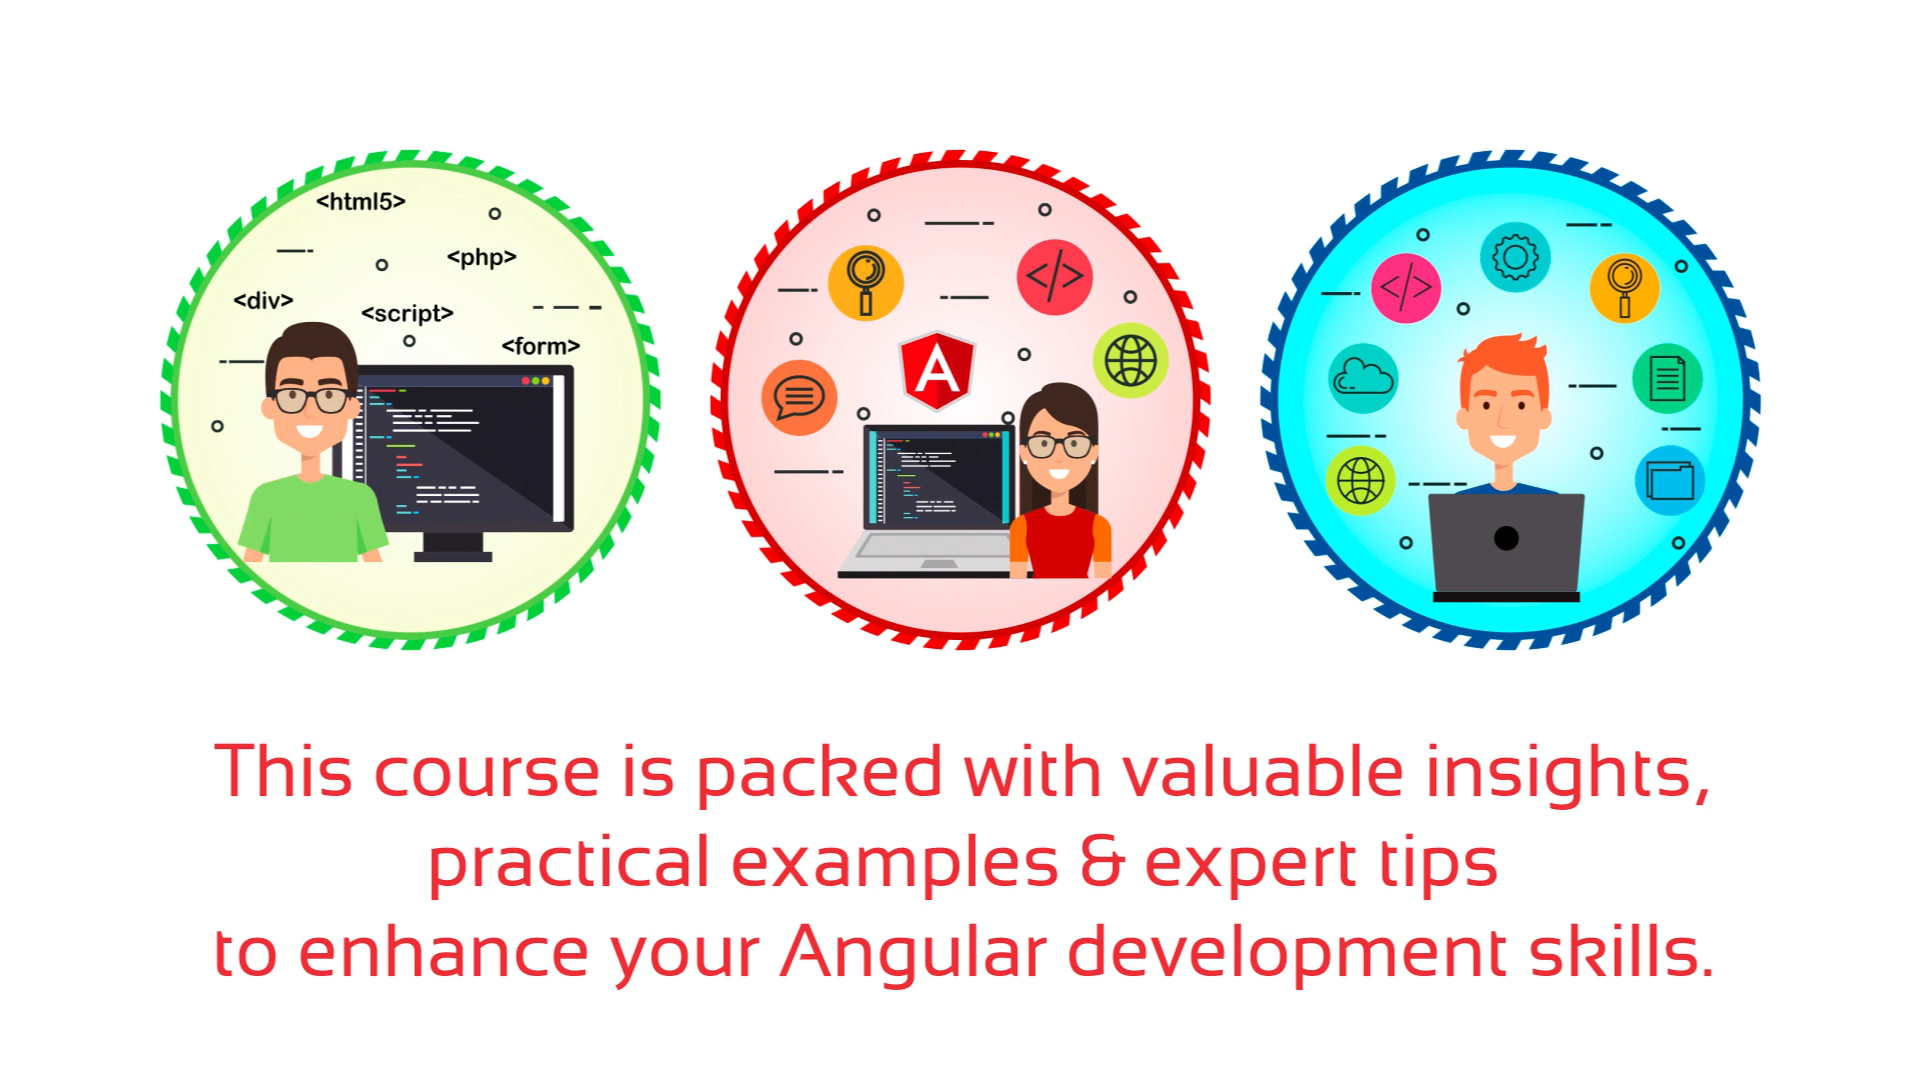 <html5>
<php>
<div>
<script>
<form>
</>
A
</>
This course is packed with valuable insights,
practical examples & expert tips
to enhance your Angular development skills.